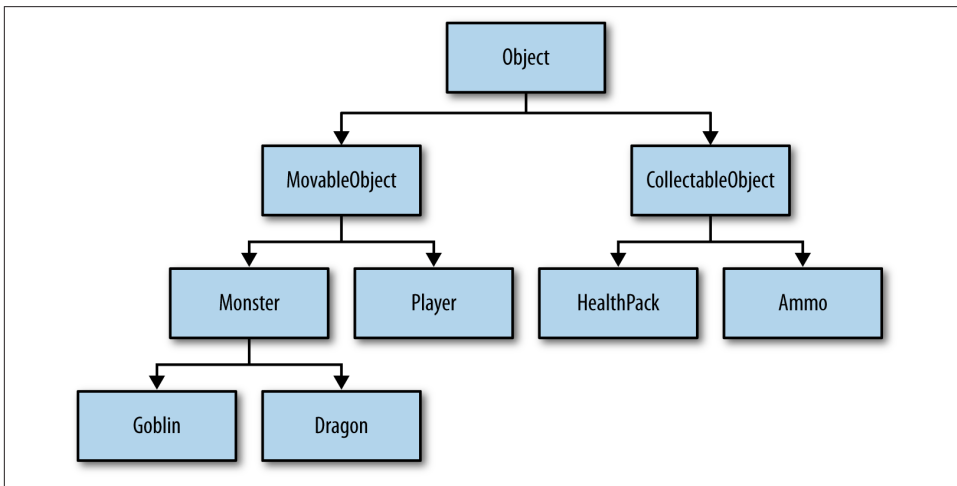 Object
MovableObject
CollectableObject
Monster
Player
HealthPack
Ammo
Goblin
Dragon